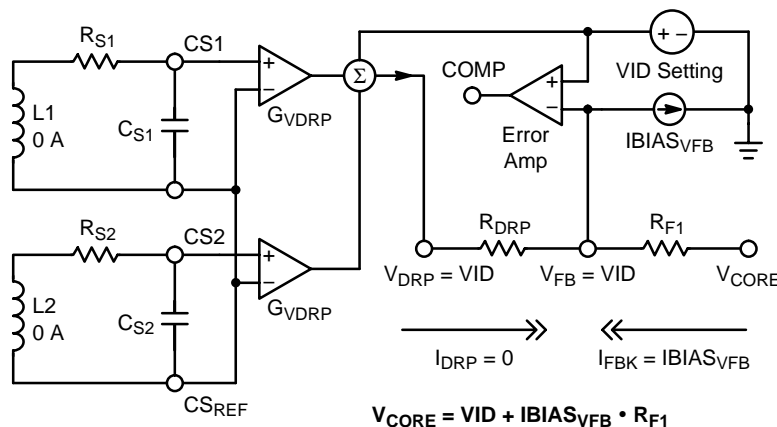 R_S1
CS1
L1
0 A
C_S1
+
−
G_VDRP
Σ
COMP
+
−
Error
Amp
+ −
VID Setting
IBIAS_VFB
R_S2
CS2
L2
0 A
C_S2
+
−
G_VDRP
CS_REF
R_DRP
R_F1
V_DRP = VID
V_FB = VID
V_CORE
I_DRP = 0
I_FBK = IBIAS_VFB
V_CORE = VID + IBIAS_VFB • R_F1